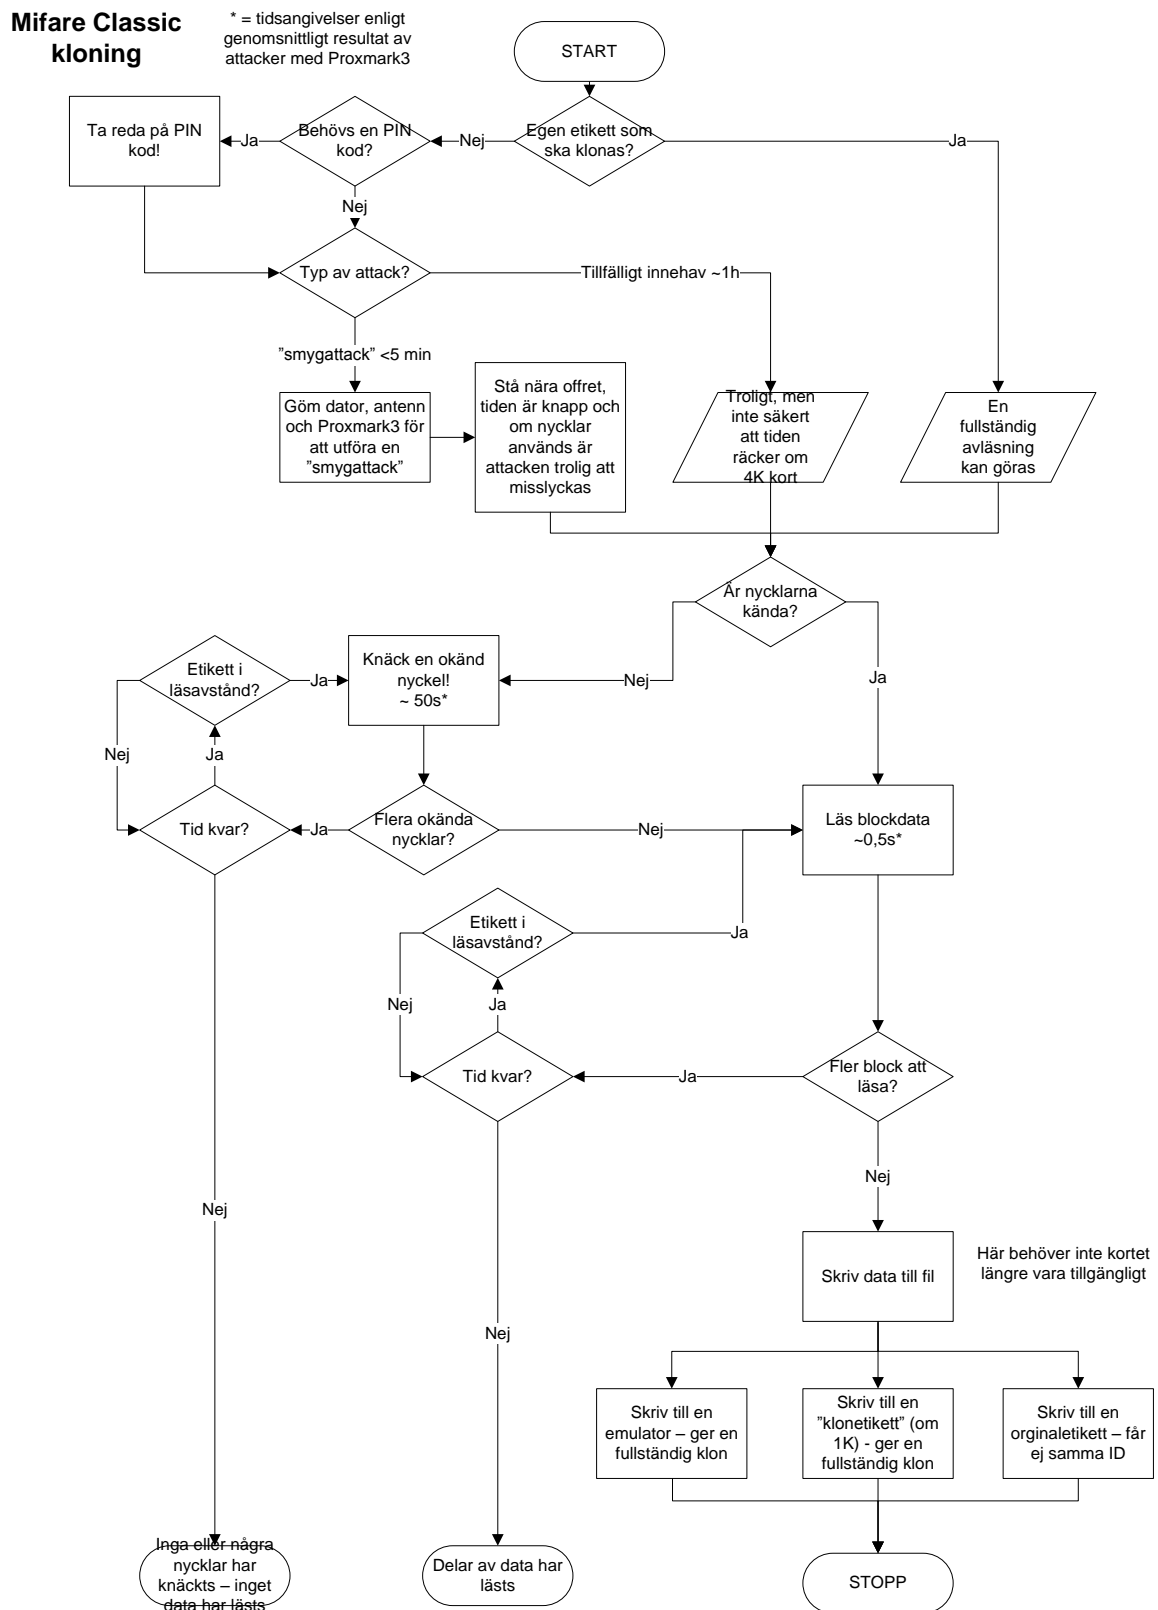 Mifare Classic
kloning
* = tidsangivelser enligt
genomsnittligt resultat av
attacker med Proxmark3
START
Ta reda på PIN
kod!
Ja
Behövs en PIN
kod?
Nej
Egen etikett som
ska klonas?
Ja
Nej
Typ av attack?
Tillfälligt innehav ~1h
”smygattack” <5 min
Göm dator, antenn
och Proxmark3 för
att utföra en
”smygattack”
Stå nära offret,
tiden är knapp och
om nycklar
används är
attacken trolig att
misslyckas
Troligt, men
inte säkert
att tiden
räcker om
4K kort
En
fullständig
avläsning
kan göras
Är nycklarna
kända?
Etikett i
läsavstånd?
Ja
Knäck en okänd
nyckel!
~ 50s*
Nej
Ja
Nej
Ja
Tid kvar?
Ja
Flera okända
nycklar?
Nej
Läs blockdata
~0,5s*
Etikett i
läsavstånd?
Ja
Nej
Ja
Tid kvar?
Ja
Fler block att
läsa?
Nej
Nej
Skriv data till fil
Här behöver inte kortet
längre vara tillgängligt
Nej
Skriv till en
emulator – ger en
fullständig klon
Skriv till en
”klonetikett” (om
1K) - ger en
fullständig klon
Skriv till en
orginaletikett – får
ej samma ID
Inga eller några
nycklar har
knäckts – inget
data har lästs
Delar av data har
lästs
STOPP